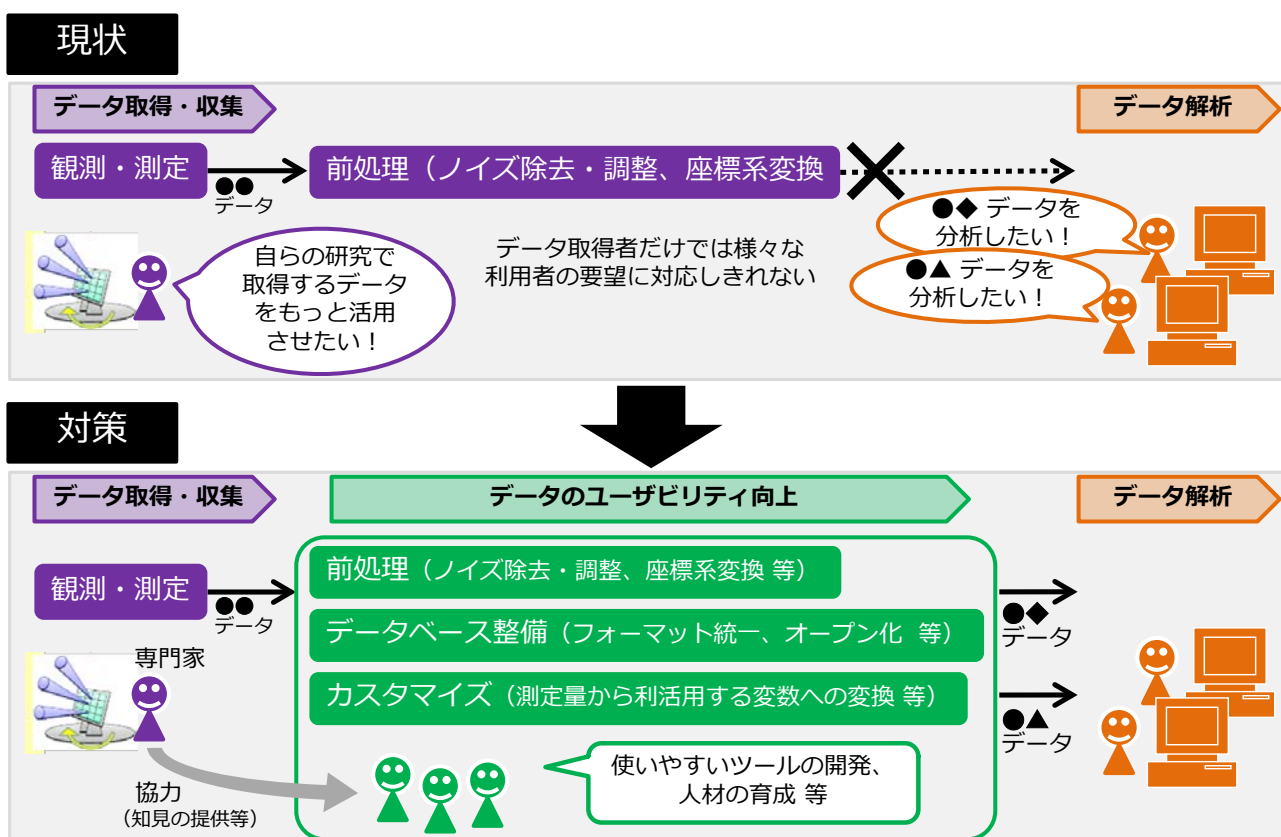 現状
データ取得・収集
データ解析
観測・測定
●●
データ
前処理（ノイズ除去・調整、座標系変換
自らの研究で
取得するデータ
をもっと活用
させたい！
データ取得者だけでは様々な
利用者の要望に対応しきれない
●◆ データを
分析したい！
●▲ データを
分析したい！
対策
データ取得・収集
データのユーザビリティ向上
データ解析
観測・測定
●●
データ
前処理（ノイズ除去・調整、座標系変換 等）
データベース整備（フォーマット統一、オープン化 等）
カスタマイズ（測定量から利活用する変数への変換 等）
●◆
データ
●▲
データ
専門家
協力
（知見の提供等）
使いやすいツールの開発、
人材の育成 等